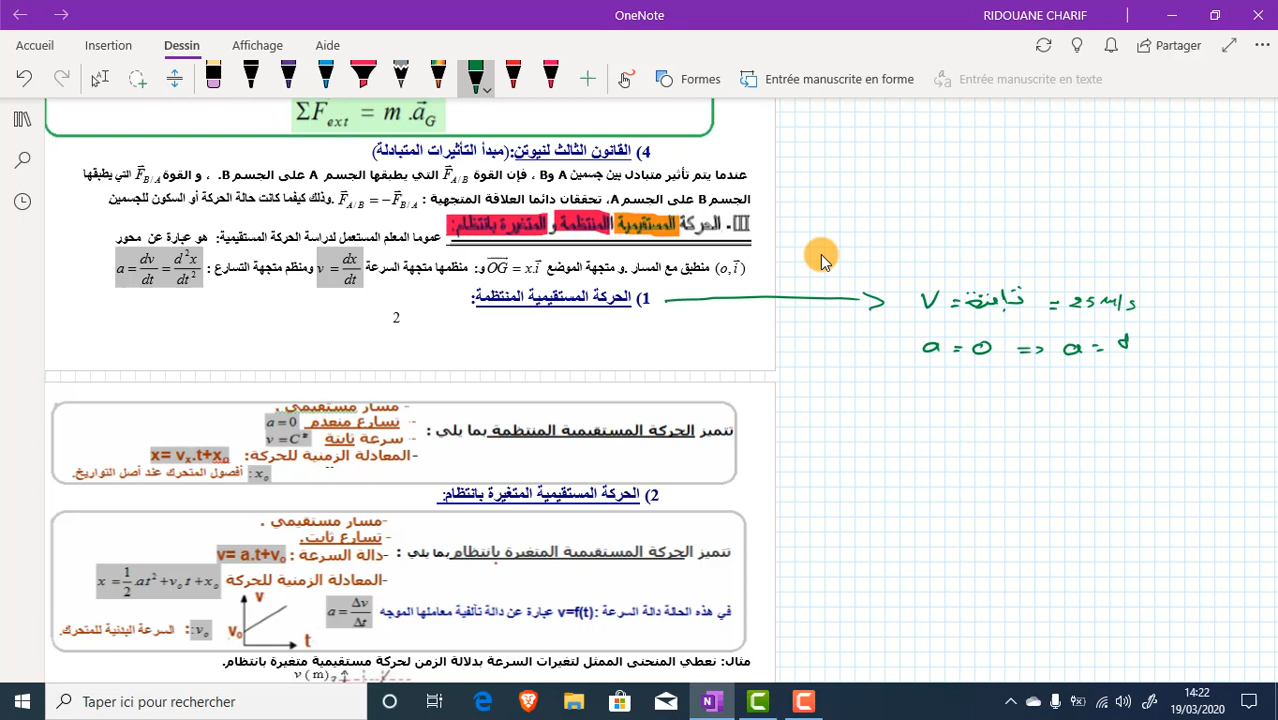 OneNote
RIDOUANE CHARIF
Accueil Insertion Dessin Affichage Aide
Partager
Formes
Entrée manuscrite en forme
Entrée manuscrite en texte
ΣF_ext = m .a⃗_G
4) القانون الثالث لنيوتن:(مبدأ التأثيرات المتبادلة)
عندما يتم تأثير متبادل بين جسمين A وB ، فإن القوة F⃗_A/B التي يطبقها الجسم A على الجسم B. ، و القوة F⃗_B/A التي يطبقها
الجسم B على الجسم A، تحققان دائما العلاقة المتجهية : F⃗_A/B = −F⃗_B/A .وذلك كيفما كانت حالة الحركة أو السكون للجسمين.
III. الحركة المستقيمية المنتظمة و المتغيرة بانتظام:
عموما المعلم المستعمل لدراسة الحركة المستقيمية: هو عبارة عن محور
(o, i⃗) منطبق مع المسار .و متجهة الموضع OG = x.i⃗ و: منظمها متجهة السرعة v = dx/dt ومنظم متجهة التسارع : a = dv/dt = d²x/dt²
1) الحركة المستقيمية المنتظمة:
V = ثابتة = 25 m/s
a = 0 => a =
2
تتميز الحركة المستقيمية المنتظمة بما يلي :
-مسار مستقيمي .
- تسارع منعدم a = 0
- سرعة ثابتة v = Cᵗᵉ
-المعادلة الزمنية للحركة: x= vₓ.t+x₀
x₀: أفصول المتحرك عند أصل التواريخ.
2) الحركة المستقيمية المتغيرة بانتظام:
تتميز الحركة المستقيمية المتغيرة بانتظام بما يلي :
-مسار مستقيمي .
-تسارع ثابت.
-دالة السرعة : v= a.t+v₀
-المعادلة الزمنية للحركة x = 1/2 .at² + v₀t + x₀
في هذه الحالة دالة السرعة :v=f(t) عبارة عن دالة تآلفية معاملها الموجه a = Δv/Δt
v
v₀
t
v₀: السرعة البدئية للمتحرك.
مثال: نعطي المنحنى الممثل لتغيرات السرعة بدلالة الزمن لحركة مستقيمية متغيرة بانتظام.
Taper ici pour rechercher
14:22
19/03/2020